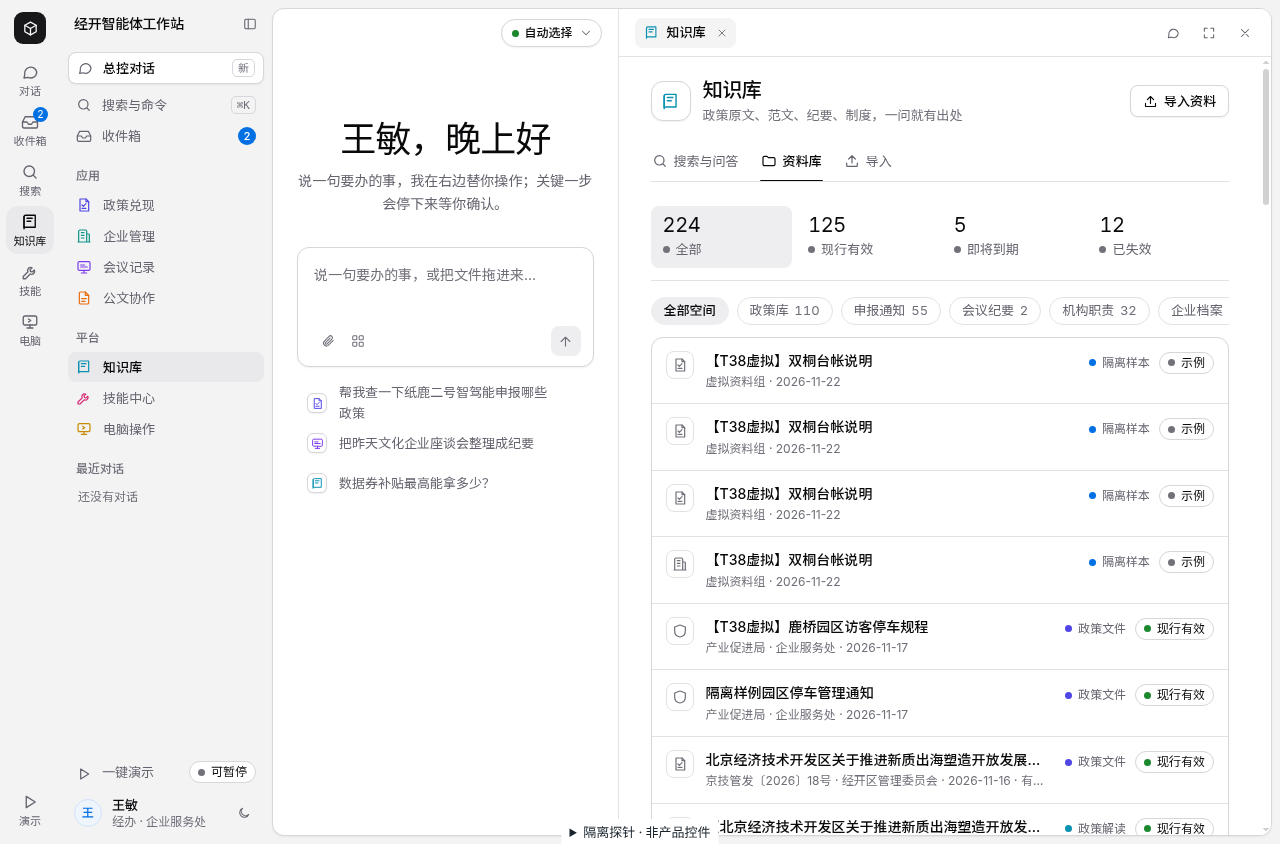 对话
2
收件箱
搜索
知识库
技能
电脑
演示
经开智能体工作站
总控对话 新
搜索与命令 ⌘K
收件箱 2
应用
政策兑现
企业管理
会议记录
公文协作
平台
知识库
技能中心
电脑操作
最近对话
还没有对话
一键演示 可暂停
王 王敏
经办 · 企业服务处
自动选择
王敏，晚上好
说一句要办的事，我在右边替你操作；关键一步
会停下来等你确认。
说一句要办的事，或把文件拖进来...
帮我查一下纸鹿二号智驾能申报哪些
政策
把昨天文化企业座谈会整理成纪要
数据券补贴最高能拿多少?
知识库
知识库
政策原文、范文、纪要、制度，一问就有出处
导入资料
搜索与问答 资料库 导入
224 125 5 12
全部 现行有效 即将到期 已失效
全部空间 政策库 110 申报通知 55 会议纪要 2 机构职责 32 企业档案
【T38虚拟】双桐台帐说明 隔离样本 示例
虚拟资料组 · 2026-11-22
【T38虚拟】双桐台帐说明 隔离样本 示例
虚拟资料组 · 2026-11-22
【T38虚拟】双桐台帐说明 隔离样本 示例
虚拟资料组 · 2026-11-22
【T38虚拟】双桐台帐说明 隔离样本 示例
虚拟资料组 · 2026-11-22
【T38虚拟】鹿桥园区访客停车规程 政策文件 现行有效
产业促进局 · 企业服务处 · 2026-11-17
隔离样例园区停车管理通知 政策文件 现行有效
产业促进局 · 企业服务处 · 2026-11-17
北京经济技术开发区关于推进新质出海塑造开放发展... 政策文件 现行有效
京技管发〔2026〕18号 · 经开区管理委员会 · 2026-11-16 · 有...
北京经济技术开发区关于推进新质出海塑造开放发... 政策解读 现行有效
▶ 隔离探针 · 非产品控件